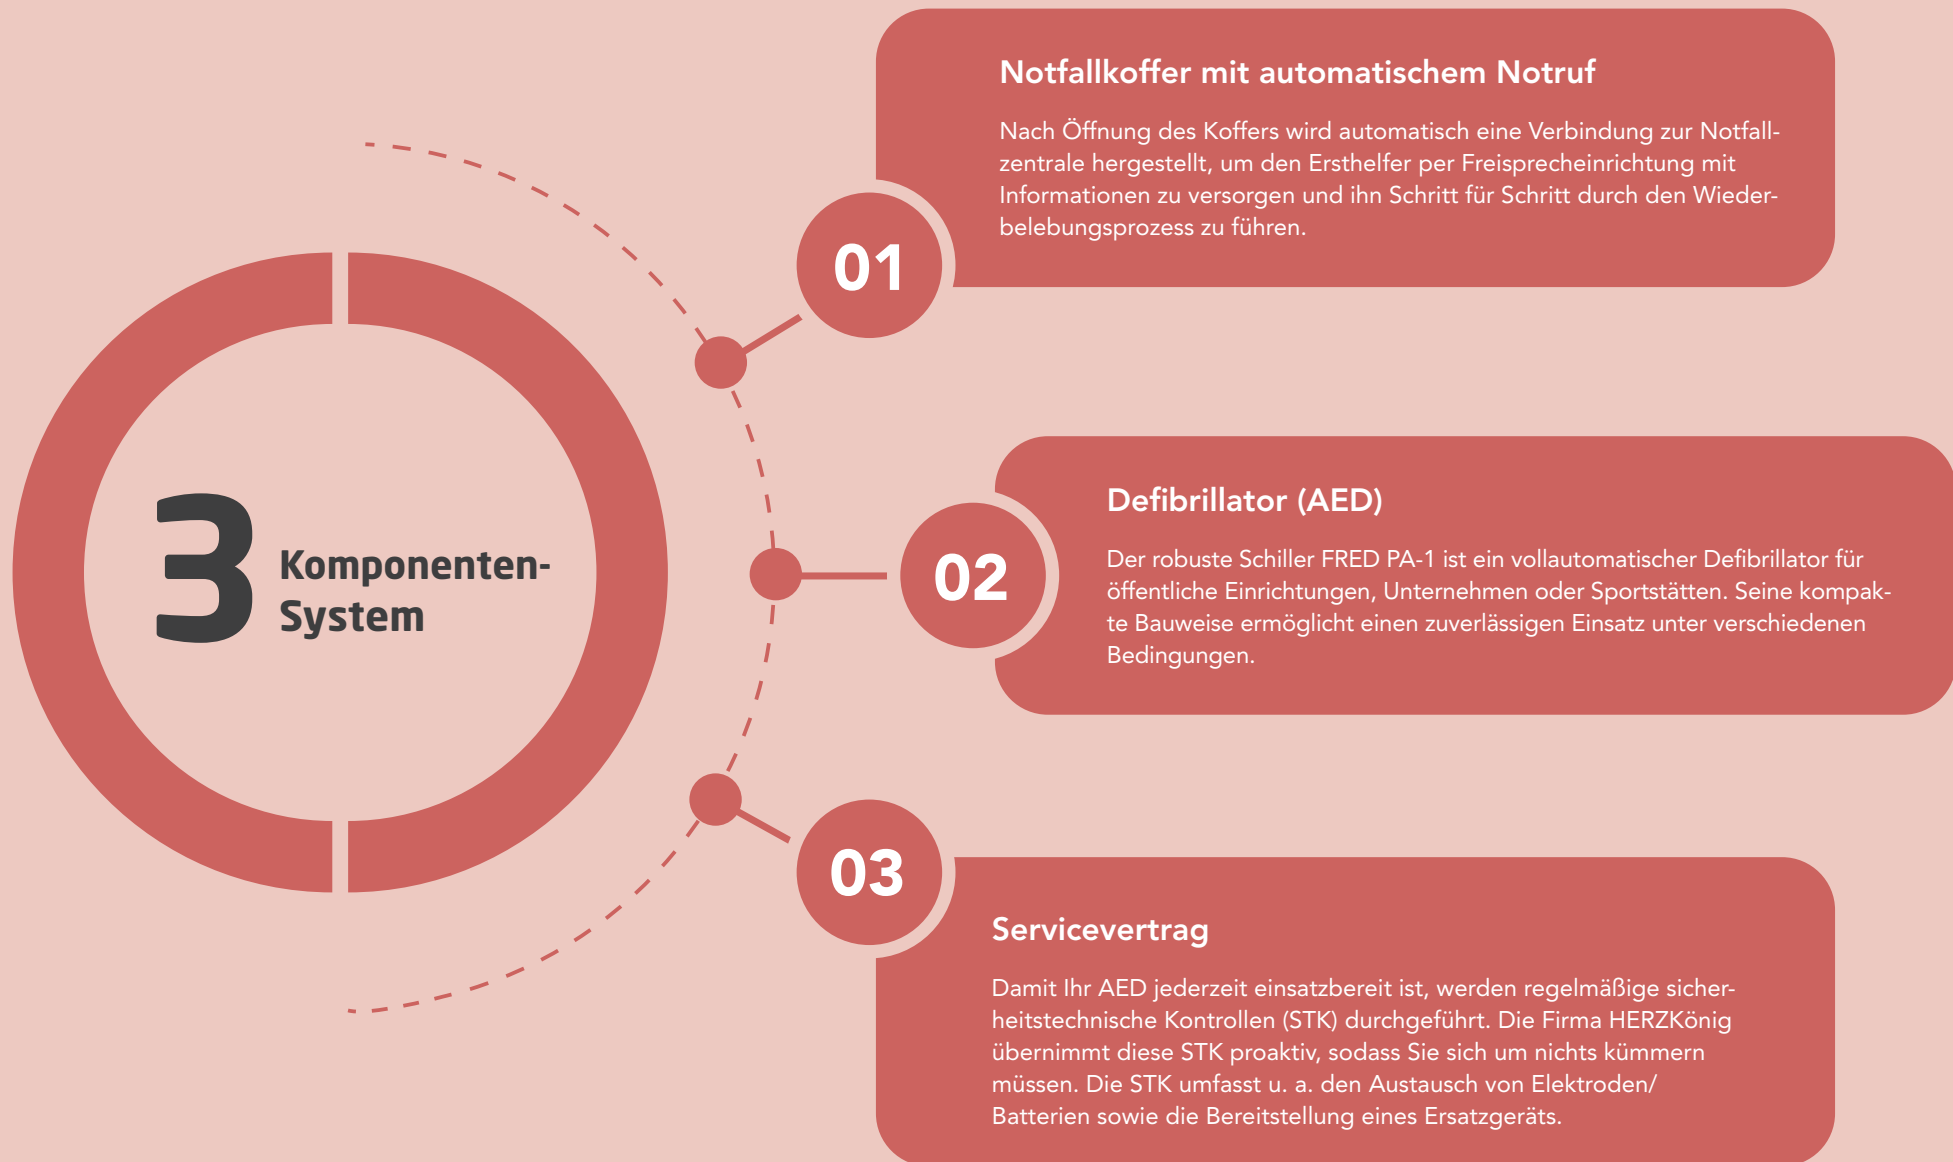 3
Komponenten-
System
01
Notfallkoffer mit automatischem Notruf
Nach Öffnung des Koffers wird automatisch eine Verbindung zur Notfall-
zentrale hergestellt, um den Ersthelfer per Freisprecheinrichtung mit
Informationen zu versorgen und ihn Schritt für Schritt durch den Wieder-
belebungsprozess zu führen.
02
Defibrillator (AED)
Der robuste Schiller FRED PA-1 ist ein vollautomatischer Defibrillator für
öffentliche Einrichtungen, Unternehmen oder Sportstätten. Seine kompak-
te Bauweise ermöglicht einen zuverlässigen Einsatz unter verschiedenen
Bedingungen.
03
Servicevertrag
Damit Ihr AED jederzeit einsatzbereit ist, werden regelmäßige sicher-
heitstechnische Kontrollen (STK) durchgeführt. Die Firma HERZKönig
übernimmt diese STK proaktiv, sodass Sie sich um nichts kümmern
müssen. Die STK umfasst u. a. den Austausch von Elektroden/
Batterien sowie die Bereitstellung eines Ersatzgeräts.